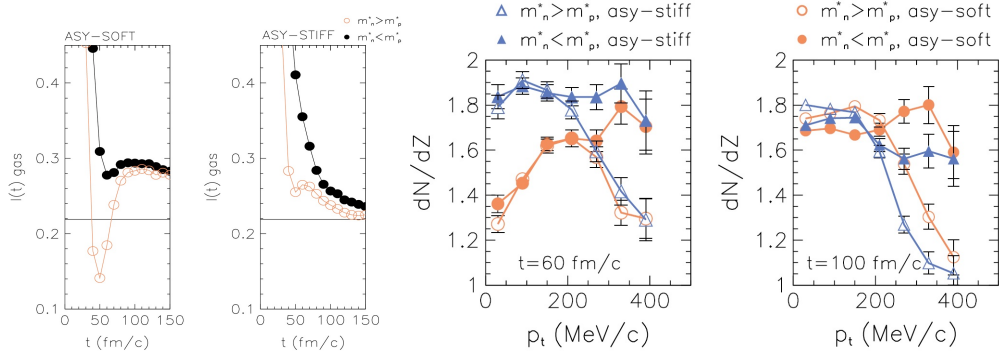 m*n>m*p
m*n<m*p
ASY−SOFT
I(t) gas
0.4
0.3
0.2
0.1
0 50 100 150
t (fm/c)
ASY−STIFF
I(t) gas
0.4
0.3
0.2
0.1
0 50 100 150
t (fm/c)
m*n>m*p, asy−stiff
m*n<m*p, asy−stiff
dN/dZ
2
1.8
1.6
1.4
1.2
1
t=60 fm/c
0 200 400
pt (MeV/c)
m*n>m*p, asy−soft
m*n<m*p, asy−soft
dN/dZ
2
1.8
1.6
1.4
1.2
1
t=100 fm/c
0 200 400
pt (MeV/c)